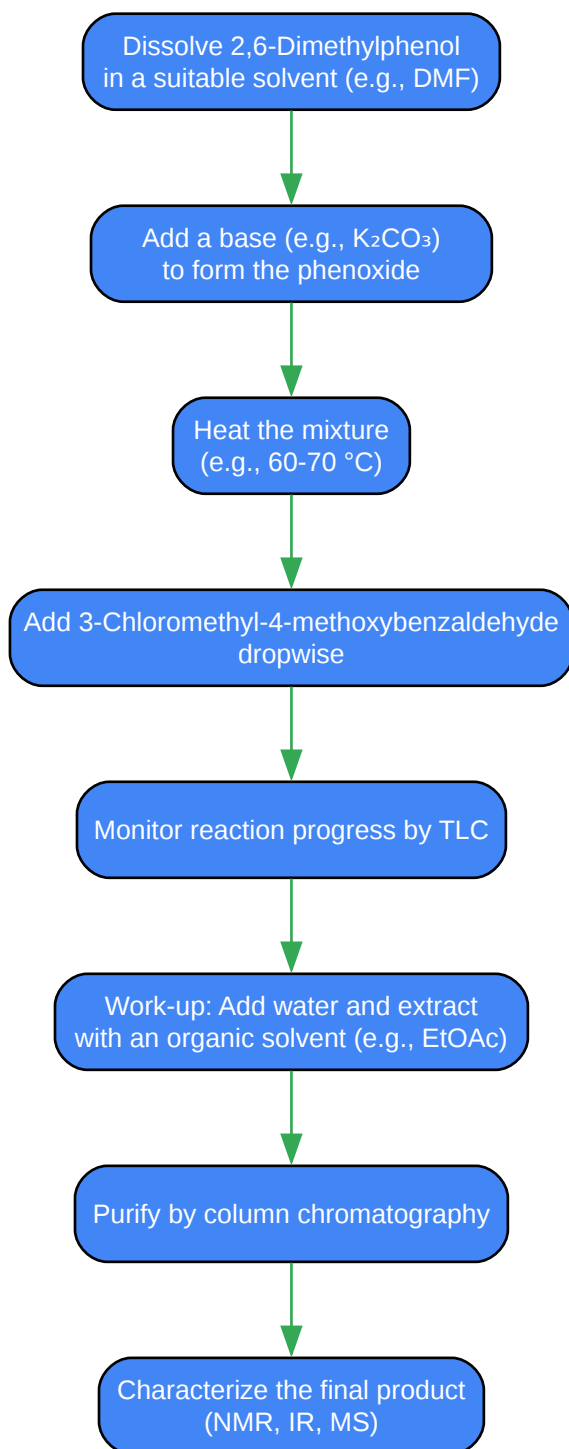 Dissolve 2,6-Dimethylphenol
in a suitable solvent (e.g., DMF)
Add a base (e.g., K₂CO₃)
to form the phenoxide
Heat the mixture
(e.g., 60-70 °C)
Add 3-Chloromethyl-4-methoxybenzaldehyde
dropwise
Monitor reaction progress by TLC
Work-up: Add water and extract
with an organic solvent (e.g., EtOAc)
Purify by column chromatography
Characterize the final product
(NMR, IR, MS)